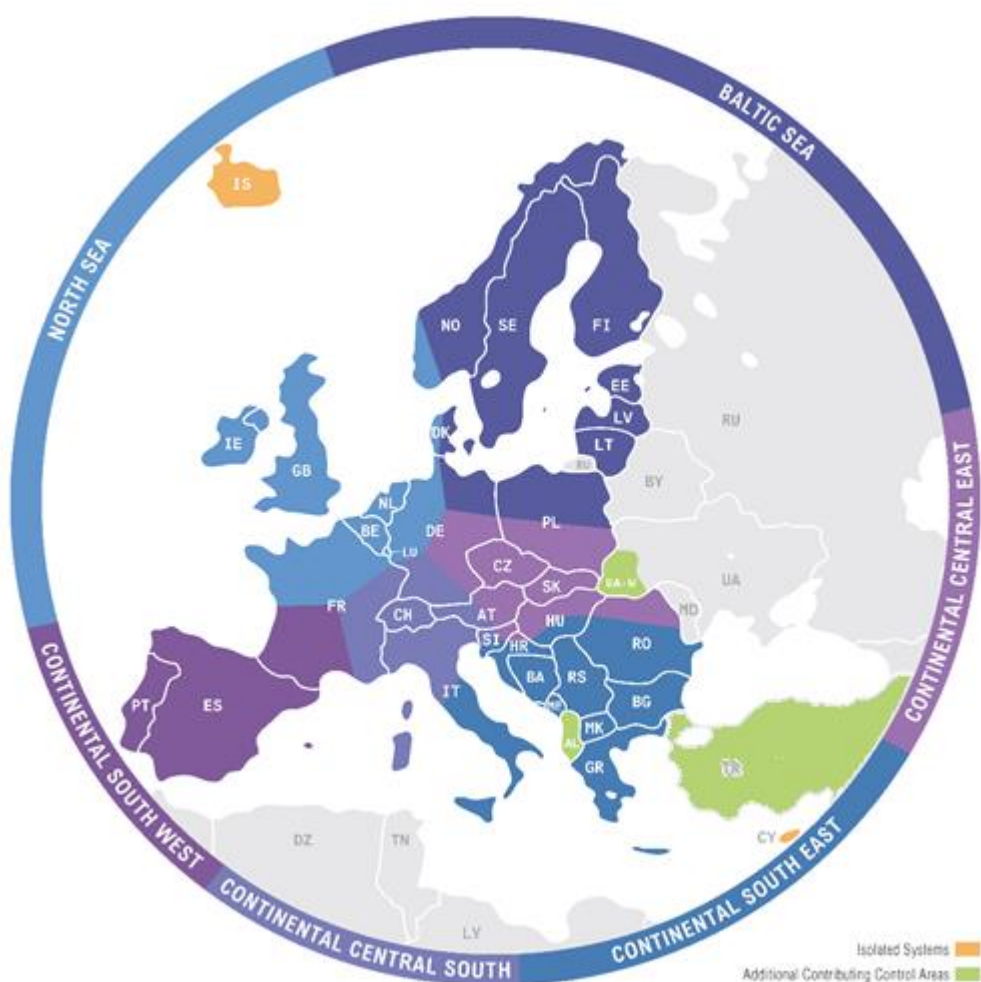 BALTIC SEA
IS
NORTH SEA
NO
SE
FI
EE
RU
LV
DK
IE
LT
RU
GB
BY
NL
CONTINENTAL CENTRAL EAST
BE
DE
PL
LU
CZ
UA
SK
UA-W
FR
CH
AT
HU
MD
SI
HR
RO
CONTINENTAL SOUTH WEST
PT
ES
IT
BA
RS
BG
MK
AL
GR
TR
CY
DZ
TN
CONTINENTAL SOUTH EAST
CONTINENTAL CENTRAL SOUTH
LY
Isolated Systems
Additional Contributing Control Areas